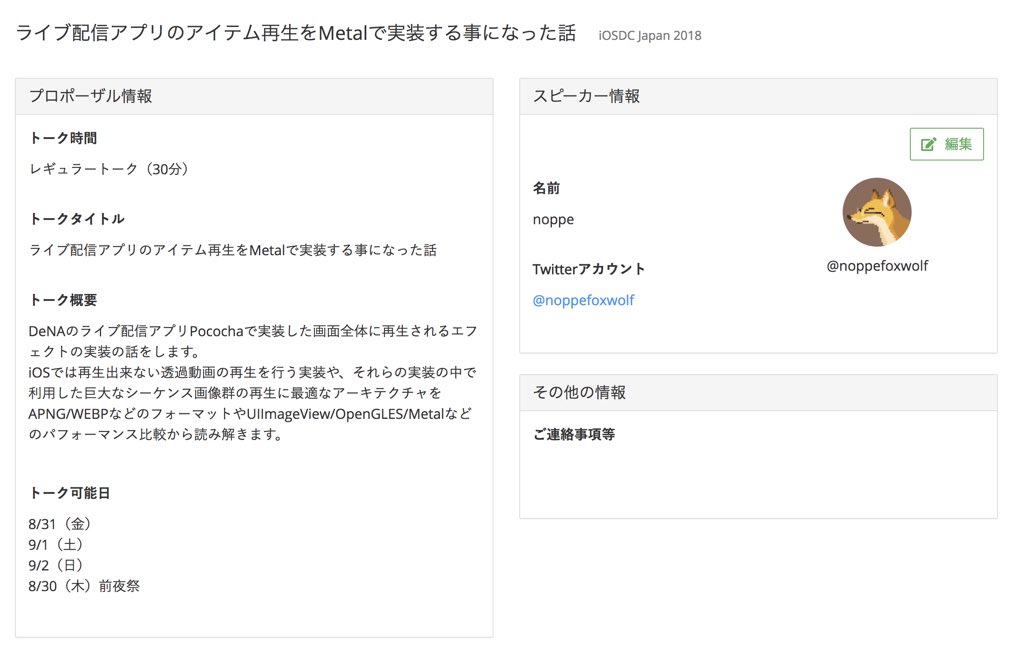 ライブ配信アプリのアイテム再生をMetalで実装する事になった話 iOSDC Japan 2018
プロポーザル情報
トーク時間
レギュラートーク（30分）
トークタイトル
ライブ配信アプリのアイテム再生をMetalで実装する事になった話
トーク概要
DeNAのライブ配信アプリPocochaで実装した画面全体に再生されるエフ
ェクトの実装の話をします。
iOSでは再生出来ない透過動画の再生を行う実装や、それらの実装の中で
利用した巨大なシーケンス画像群の再生に最適なアーキテクチャを
APNG/WEBPなどのフォーマットやUIImageView/OpenGLES/Metalなど
のパフォーマンス比較から読み解きます。
トーク可能日
8/31（金）
9/1（土）
9/2（日）
8/30（木）前夜祭
スピーカー情報
編集
名前
noppe
Twitterアカウント
@noppefoxwolf
@noppefoxwolf
その他の情報
ご連絡事項等